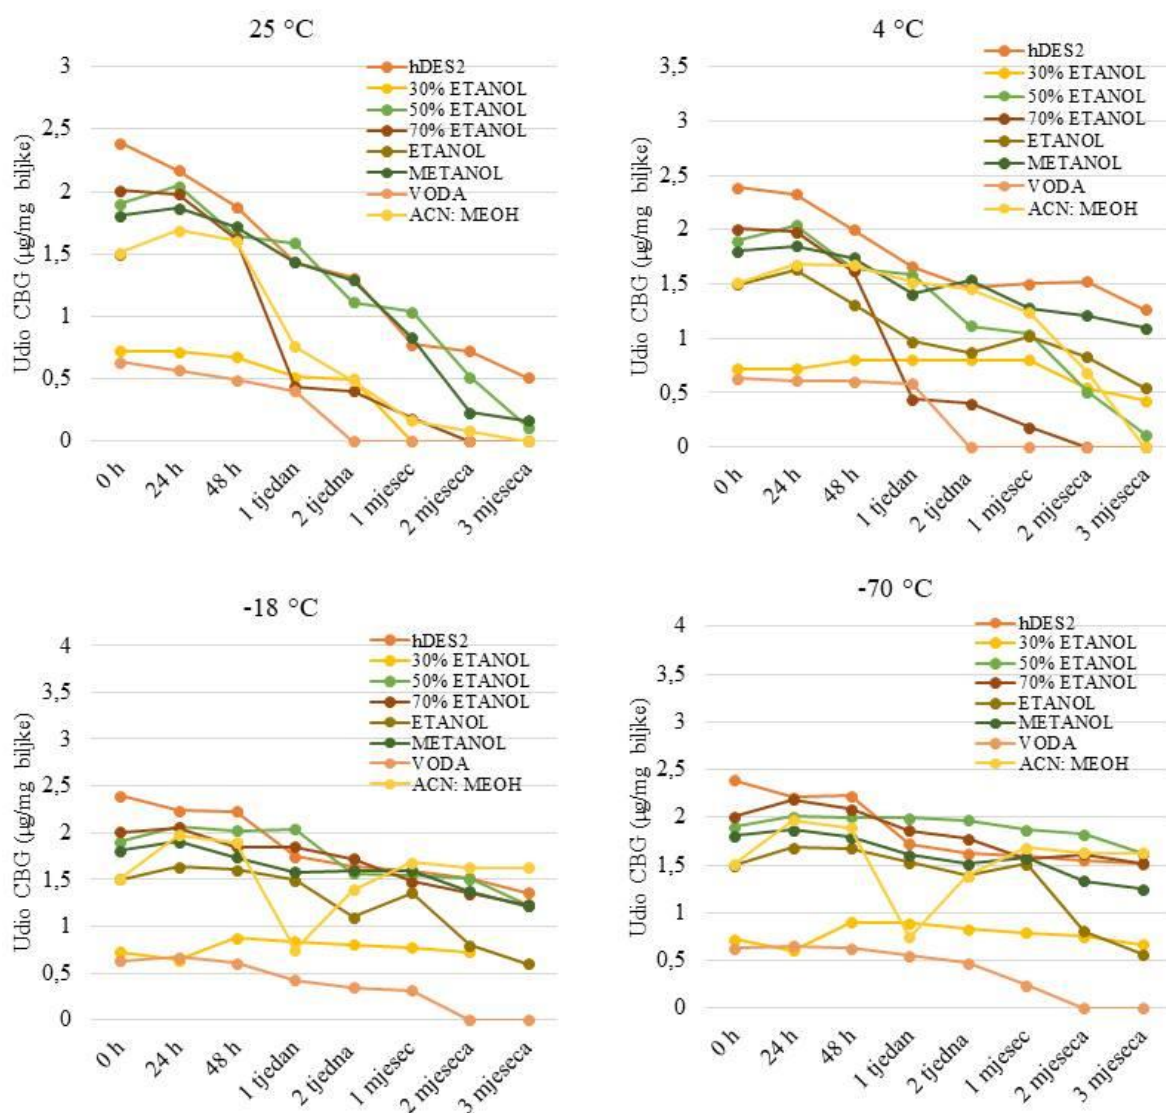 25 °C
Udio CBG (µg/mg biljke)
3
2,5
2
1,5
1
0,5
0
hDES2
30% ETANOL
50% ETANOL
70% ETANOL
ETANOL
METANOL
VODA
ACN: MEOH
0 h
24 h
48 h
1 tjedan
2 tjedna
1 mjesec
2 mjeseca
3 mjeseca
4 °C
Udio CBG (µg/mg biljke)
3,5
3
2,5
2
1,5
1
0,5
0
hDES2
30% ETANOL
50% ETANOL
70% ETANOL
ETANOL
METANOL
VODA
ACN: MEOH
0 h
24 h
48 h
1 tjedan
2 tjedna
1 mjesec
2 mjeseca
3 mjeseca
-18 °C
Udio CBG (µg/mg biljke)
4
3,5
3
2,5
2
1,5
1
0,5
0
hDES2
30% ETANOL
50% ETANOL
70% ETANOL
ETANOL
METANOL
VODA
ACN: MEOH
0 h
24 h
48 h
1 tjedan
2 tjedna
1 mjesec
2 mjeseca
3 mjeseca
-70 °C
Udio CBG (µg/mg biljke)
4
3,5
3
2,5
2
1,5
1
0,5
0
hDES2
30% ETANOL
50% ETANOL
70% ETANOL
ETANOL
METANOL
VODA
ACN: MEOH
0 h
24 h
48 h
1 tjedan
2 tjedna
1 mjesec
2 mjeseca
3 mjeseca